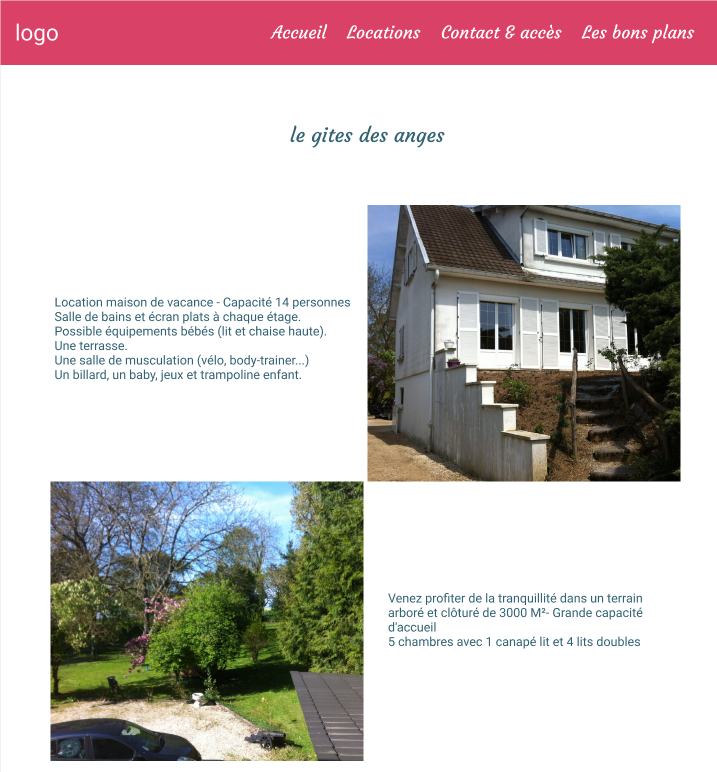 logo
Accueil Locations Contact & accès Les bons plans
le gites des anges
Location maison de vacance - Capacité 14 personnes
Salle de bains et écran plats à chaque étage.
Possible équipements bébés (lit et chaise haute).
Une terrasse.
Une salle de musculation (vélo, body-trainer...)
Un billard, un baby, jeux et trampoline enfant.
Venez profiter de la tranquillité dans un terrain
arboré et clôturé de 3000 M²- Grande capacité
d'accueil
5 chambres avec 1 canapé lit et 4 lits doubles